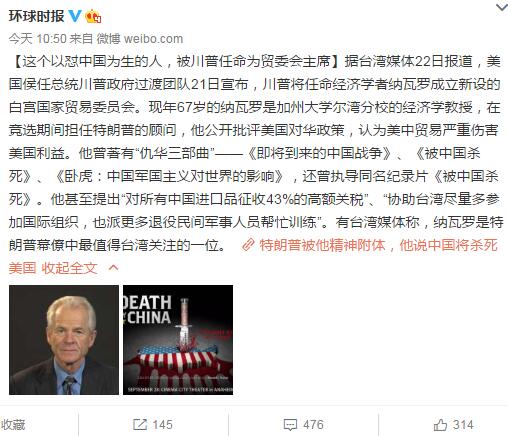 环球时报
今天 10:50 来自 微博 weibo.com
【这个以怼中国为生的人，被川普任命为贸委会主席】据台湾媒体22日报道，美
国侯任总统川普政府过渡团队21日宣布，川普将任命经济学者纳瓦罗成立新设的
白宫国家贸易委员会。现年67岁的纳瓦罗是加州大学尔湾分校的经济学教授，在
竞选期间担任特朗普的顾问，他公开批评美国对华政策，认为美中贸易严重伤害
美国利益。他曾著有“仇华三部曲”——《即将到来的中国战争》、《被中国杀
死》、《卧虎：中国军国主义对世界的影响》，还曾执导同名纪录片《被中国杀
死》。他甚至提出“对所有中国进口品征收43%的高额关税”、“协助台湾尽量多参
加国际组织，也派更多退役民间军事人员帮忙训练”。有台湾媒体称，纳瓦罗是特
朗普幕僚中最值得台湾关注的一位。 特朗普被他精神附体，他说中国将杀死
美国 收起全文
DEATH
CHINA
收藏
145
476
314